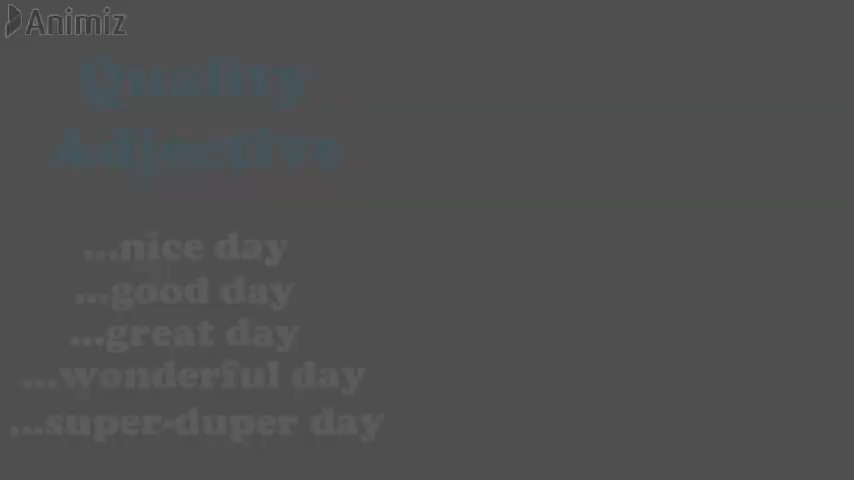 Animiz
Quality
Adjective
...nice day
...good day
...great day
...wonderful day
...super-duper day